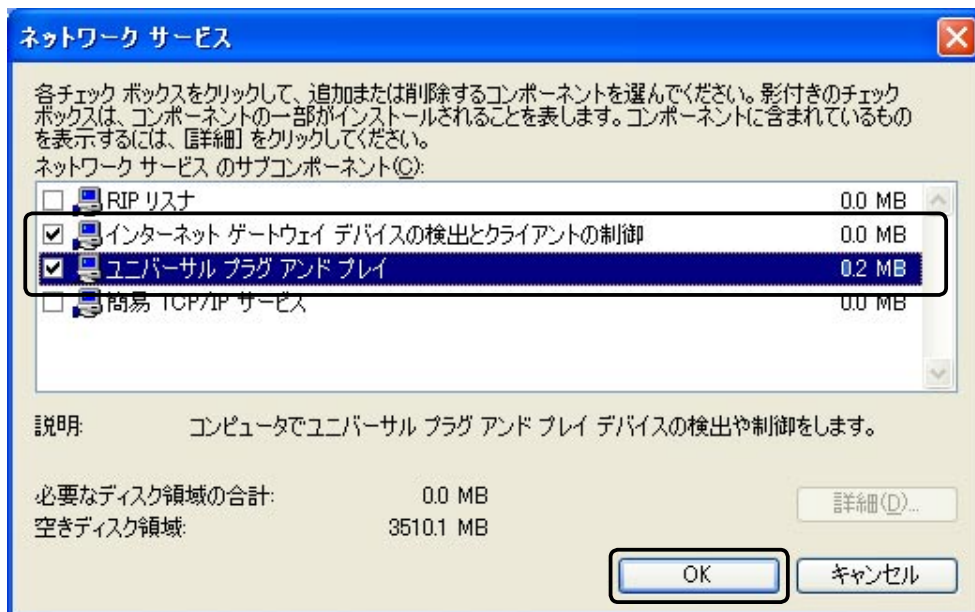 ネットワーク サービス
各チェック ボックスをクリックして、追加または削除するコンポーネントを選んでください。影付きのチェック
ボックスは、コンポーネントの一部がインストールされることを表します。コンポーネントに含まれているもの
を表示するには、[詳細] をクリックしてください。
ネットワーク サービス のサブコンポーネント(C):
RIP リスナ 0.0 MB
インターネット ゲートウェイ デバイスの検出とクライアントの制御 0.0 MB
ユニバーサル プラグ アンド プレイ 0.2 MB
簡易 TCP/IP サービス 0.0 MB
説明: コンピュータでユニバーサル プラグ アンド プレイ デバイスの検出や制御をします。
必要なディスク領域の合計: 0.0 MB
詳細(D)...
空きディスク領域: 3510.1 MB
OK キャンセル